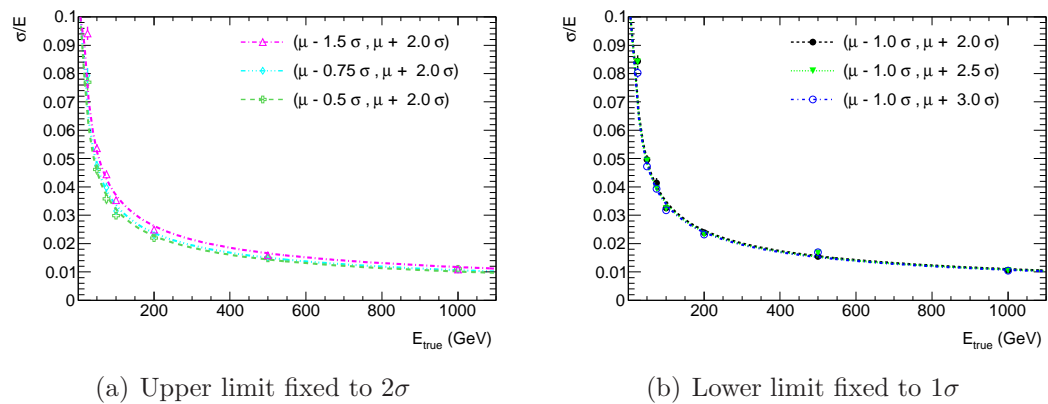 σ/E
0.1
0.09
0.08
0.07
0.06
0.05
0.04
0.03
0.02
0.01
0
(μ - 1.5 σ , μ + 2.0 σ)
(μ - 0.75 σ , μ + 2.0 σ)
(μ - 0.5 σ , μ + 2.0 σ)
200 400 600 800 1000
E_true (GeV)
(a) Upper limit fixed to 2σ
σ/E
0.1
0.09
0.08
0.07
0.06
0.05
0.04
0.03
0.02
0.01
0
(μ - 1.0 σ , μ + 2.0 σ)
(μ - 1.0 σ , μ + 2.5 σ)
(μ - 1.0 σ , μ + 3.0 σ)
200 400 600 800 1000
E_true (GeV)
(b) Lower limit fixed to 1σ